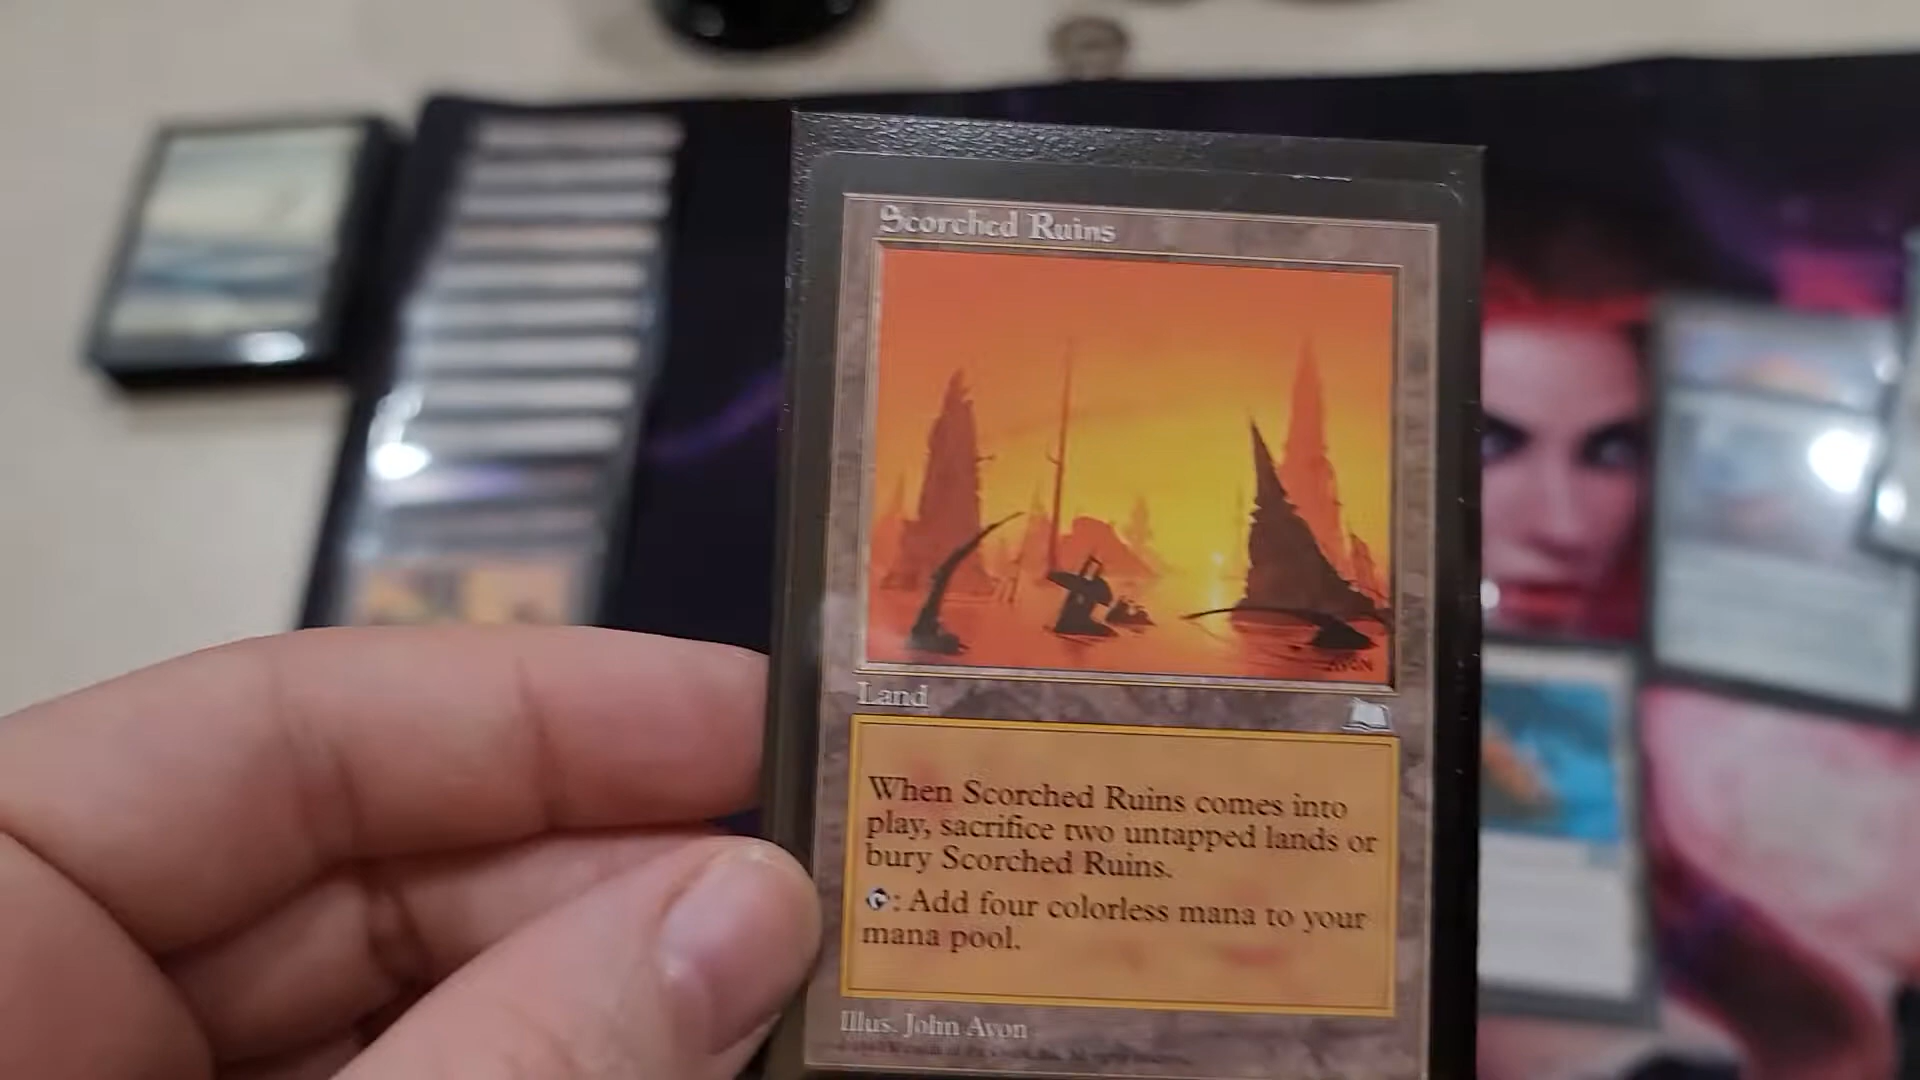 Scorched Ruins
AVON
Land
When Scorched Ruins comes into
play, sacrifice two untapped lands or
bury Scorched Ruins.
: Add four colorless mana to your
mana pool.
Illus. John Avon